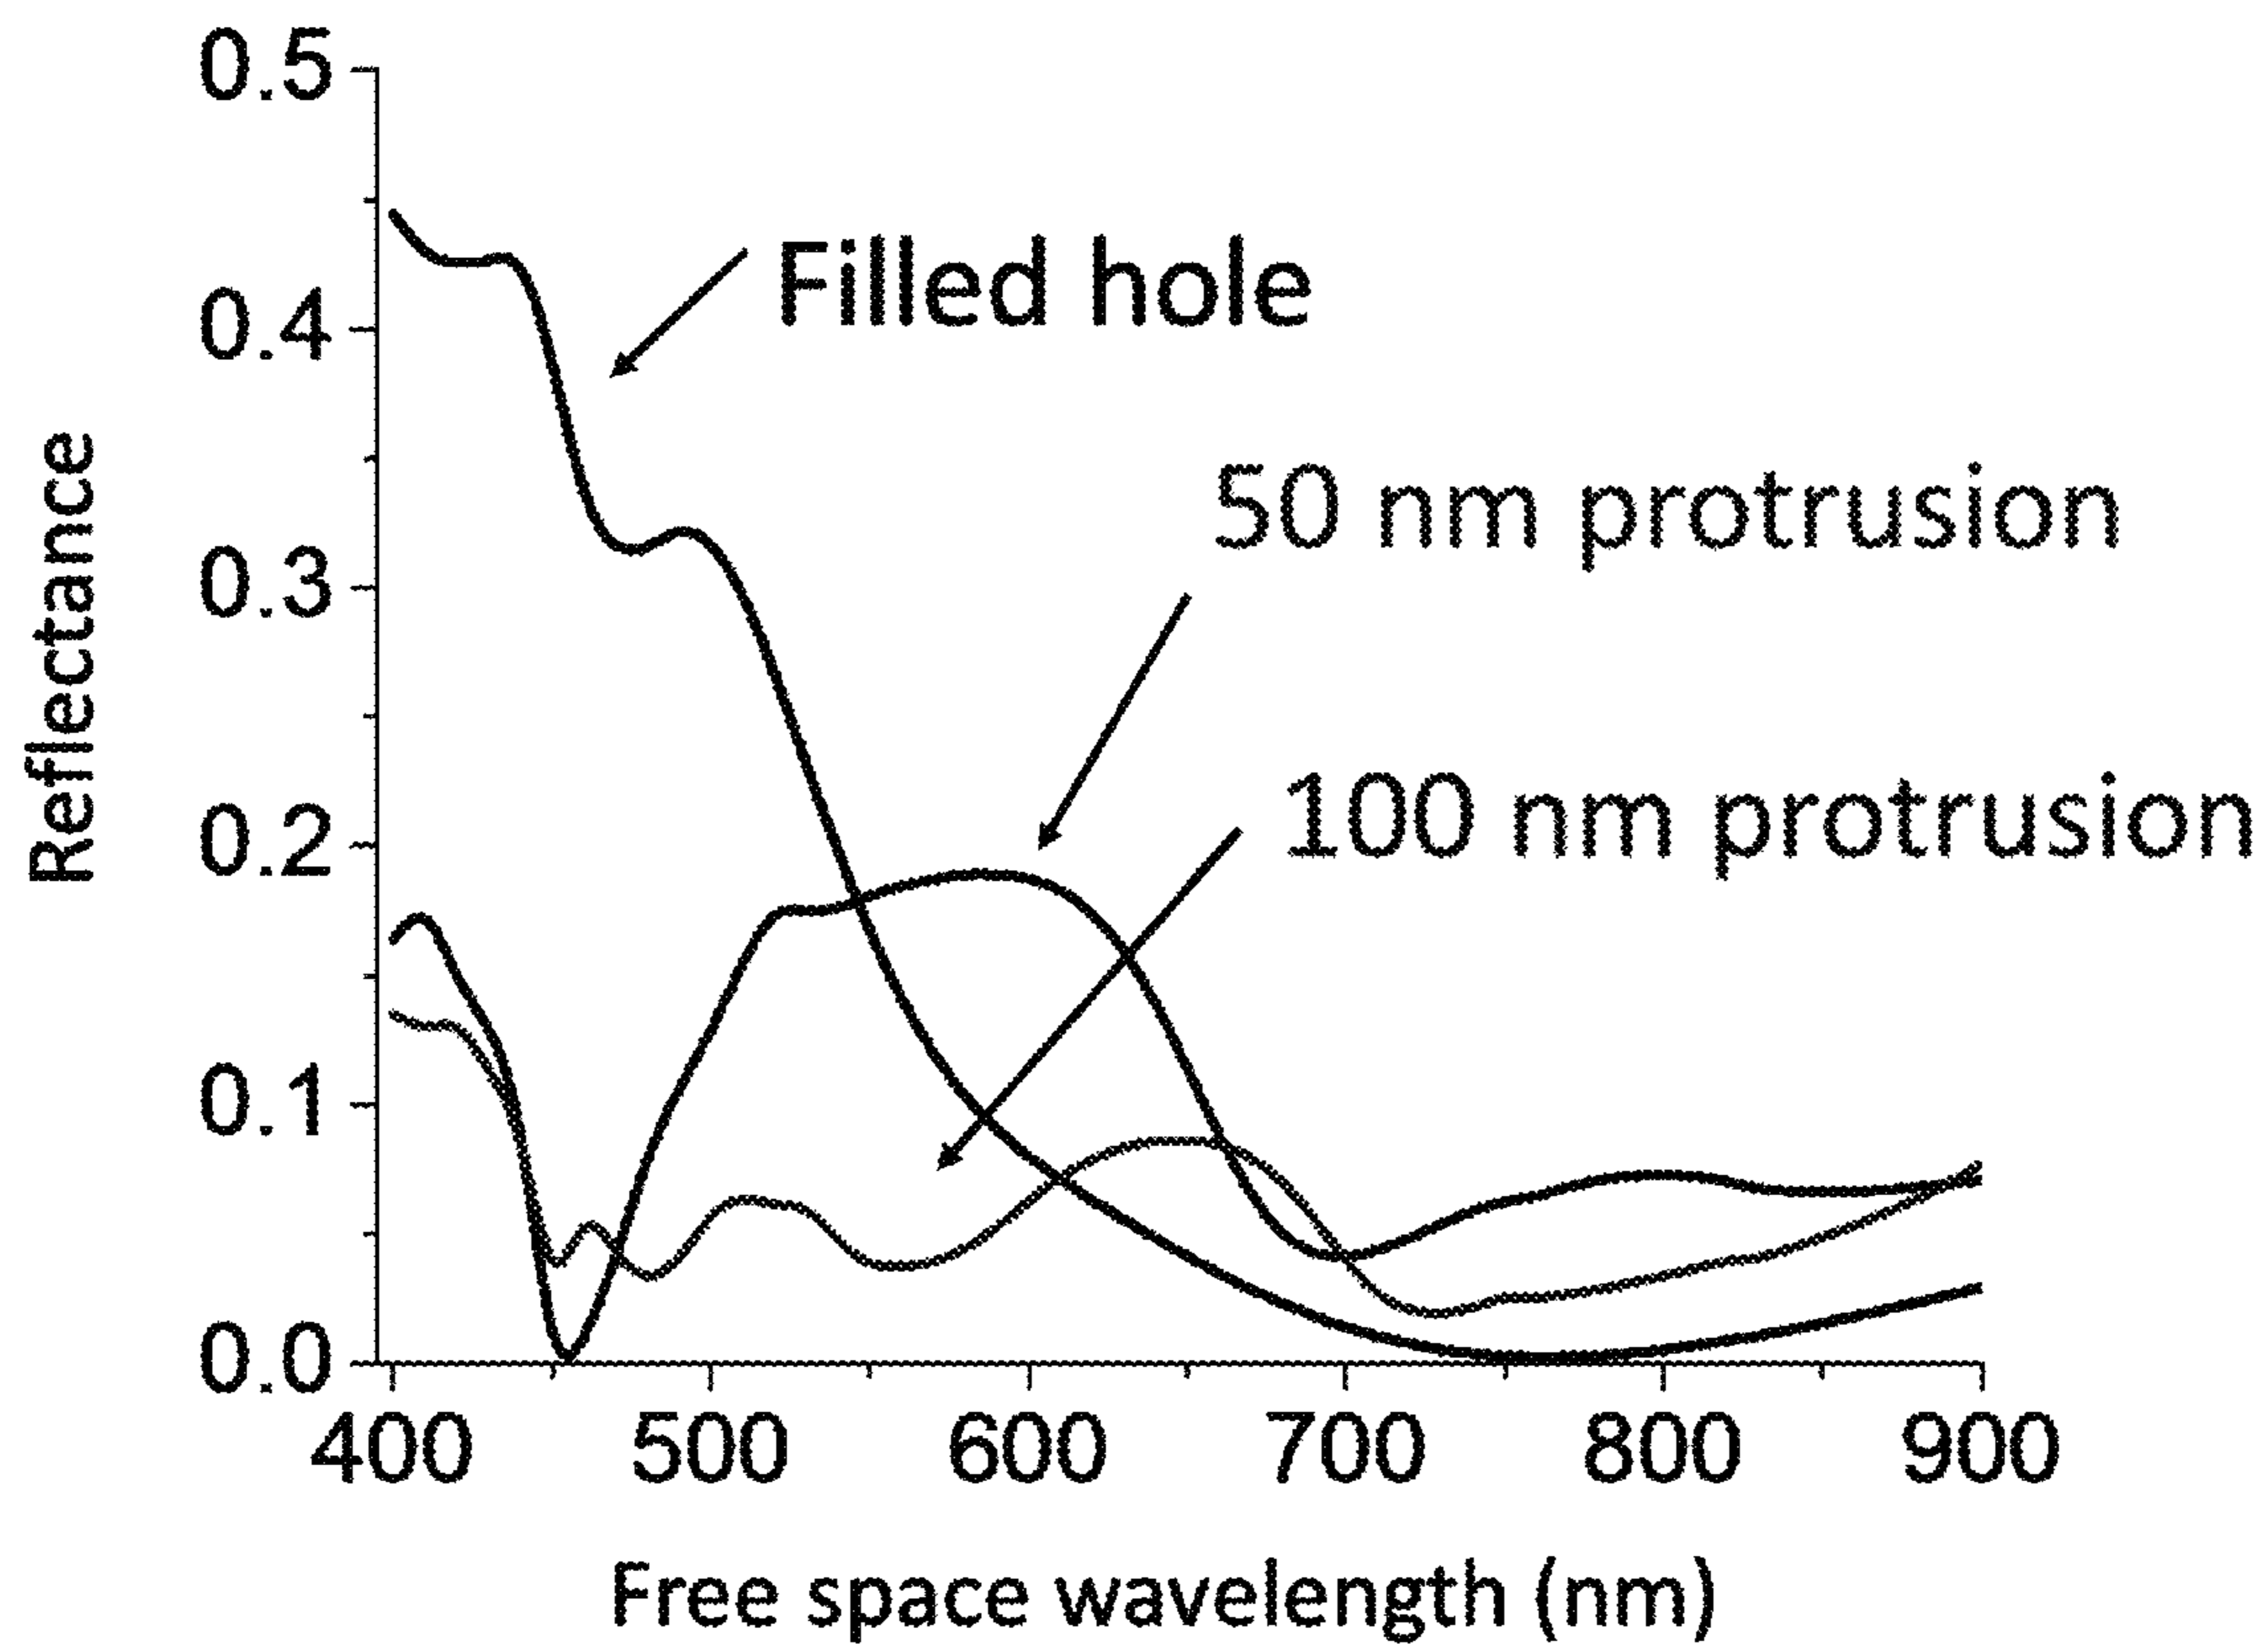 0.5
0.4
0.3
0.2
0.1
0.0
Reflectance
Filled hole
50 nm protrusion
100 nm protrusion
400 500 600 700 800 900
Free space wavelength (nm)